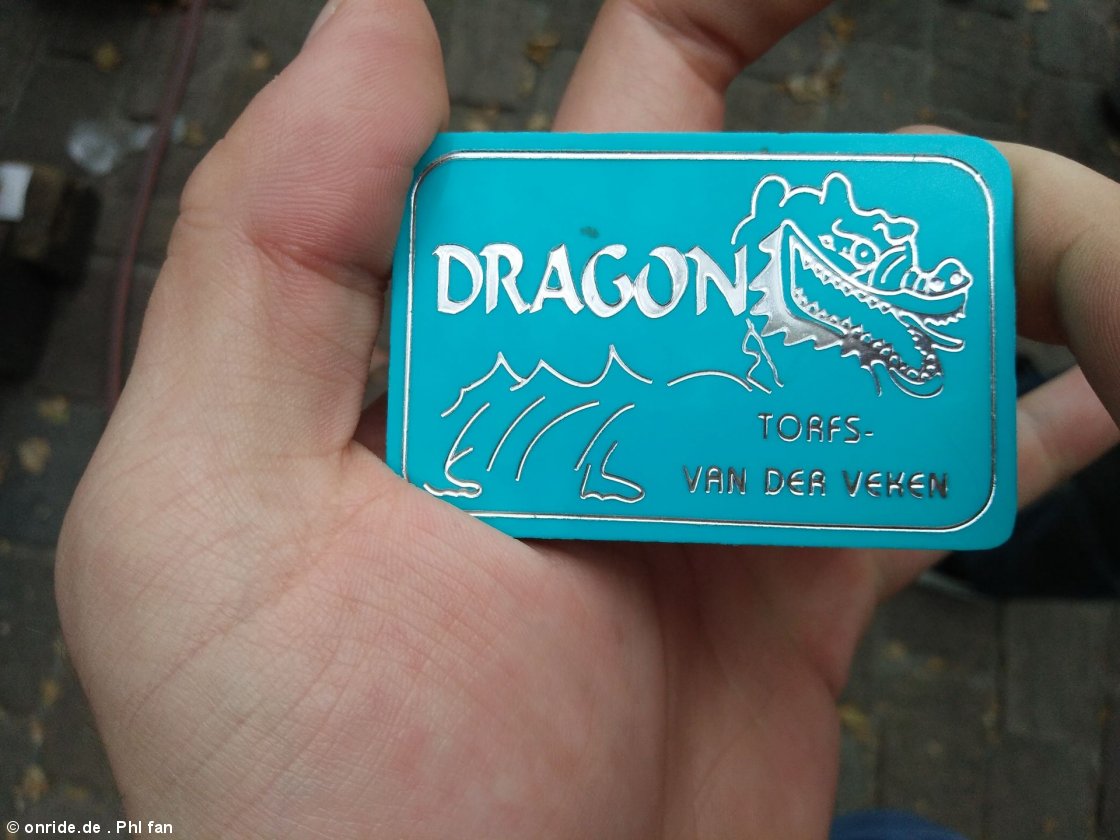 DRAGON
TORFS-
VAN DER VEKEN
© onride.de . Phl fan